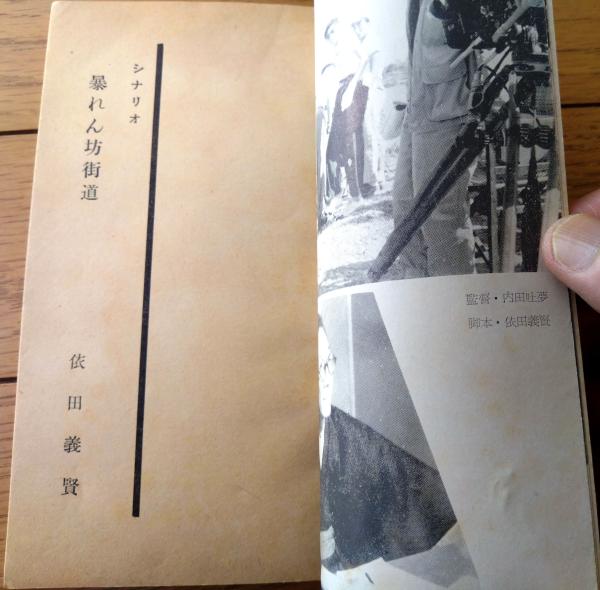 シナリオ
暴れん坊街道
依田義賢
監督・内田吐夢
脚本・依田義賢